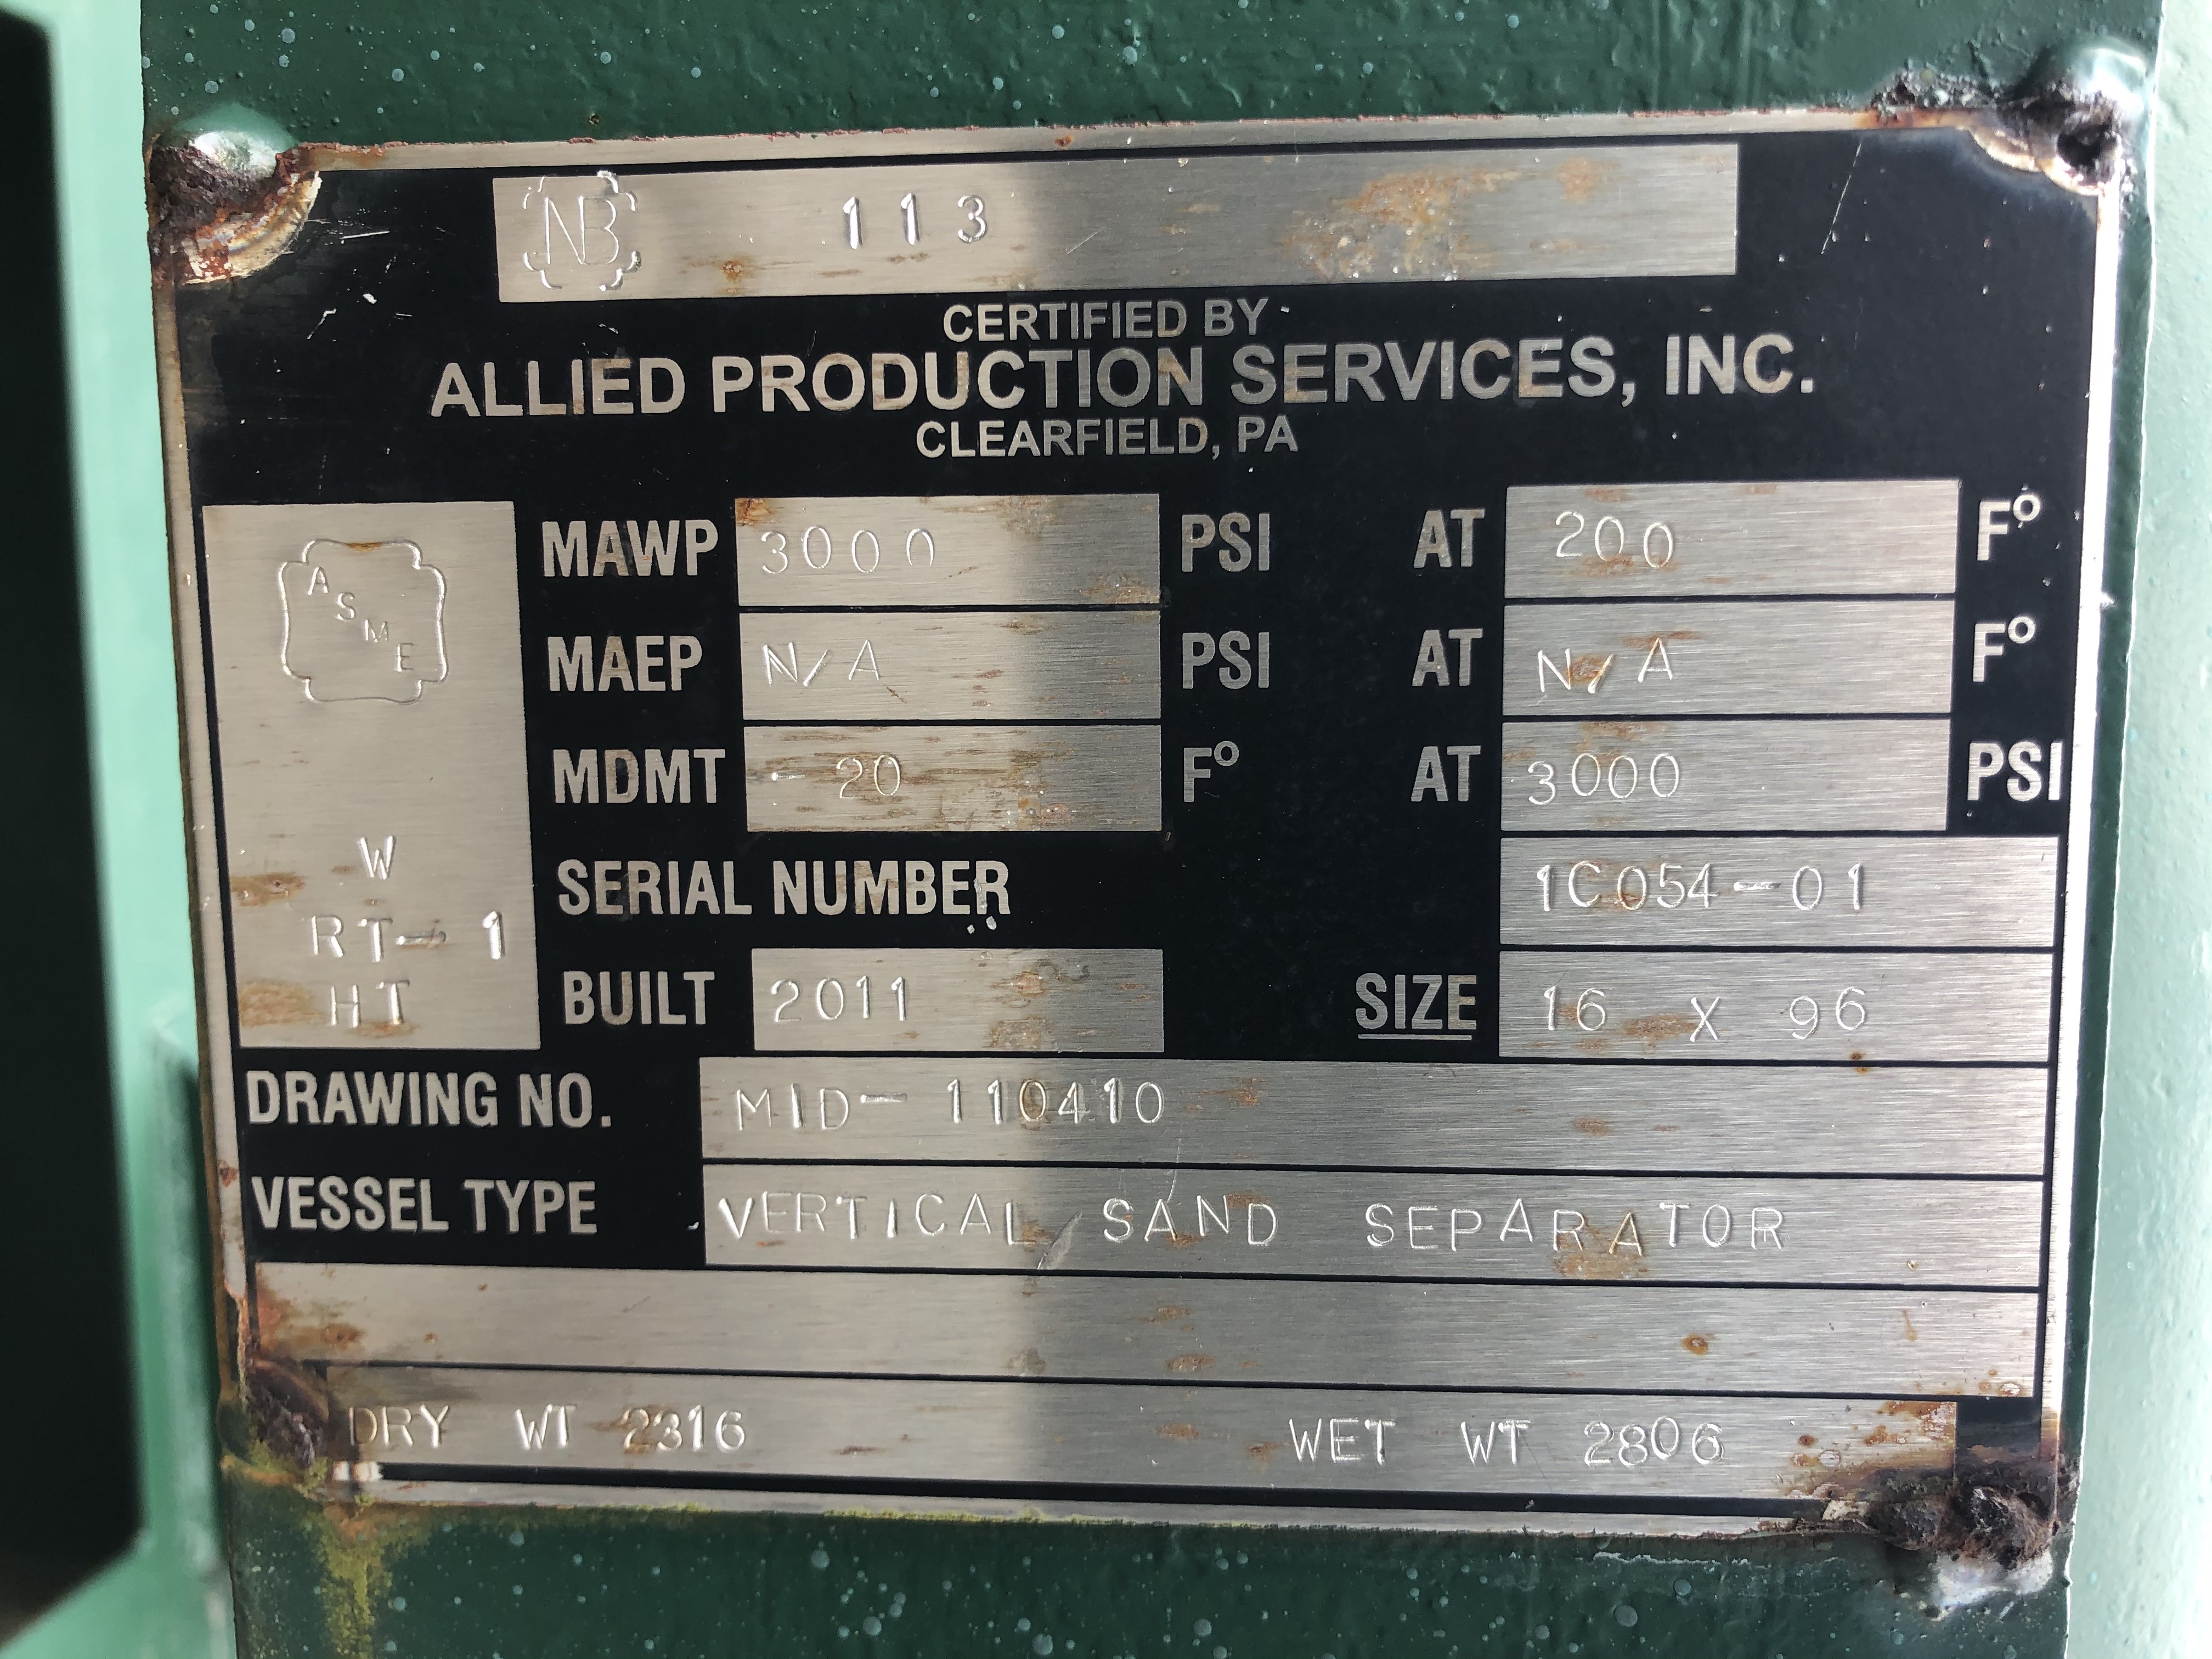 NB 113
CERTIFIED BY
ALLIED PRODUCTION SERVICES, INC.
CLEARFIELD, PA
ASME
W
RT-1
HT
MAWP 3000 PSI AT 200 F°
MAEP N/A PSI AT N/A F°
MDMT -20 F° AT 3000 PSI
SERIAL NUMBER 1C054-01
BUILT 2011 SIZE 16 X 96
DRAWING NO. MID-110410
VESSEL TYPE VERTICAL SAND SEPARATOR
DRY WT 2316 WET WT 2806